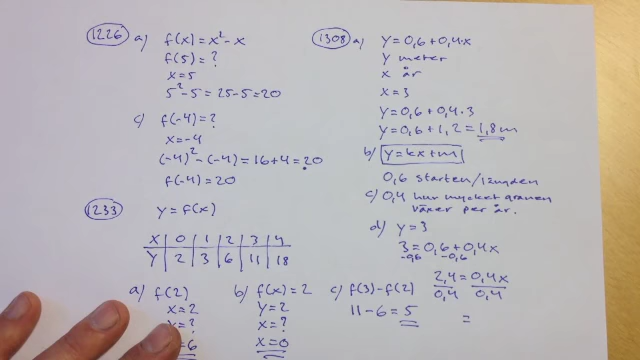 1226 a) f(x) = x² - x
f(5) = ?
x = 5
5² - 5 = 25 - 5 = 20
c) f(-4) = ?
x = -4
(-4)² - (-4) = 16 + 4 = 20
f(-4) = 20
1233 y = f(x)
X 0 1 2 3 4
Y 2 3 6 11 18
a) f(2)
x = 2
y = ?
= 6
b) f(x) = 2
y = 2
x = ?
x = 0
c) f(3) - f(2)
11 - 6 = 5
1308 a) y = 0,6 + 0,4·x
y meter
x år
x = 3
y = 0,6 + 0,4·3
y = 0,6 + 1,2 = 1,8 m
b) y = kx + m
0,6 starten/längden
c) 0,4 hur mycket granen
växer per år.
d) y = 3
3 = 0,6 + 0,4x
-0,6 -0,6
2,4 = 0,4x
0,4 0,4
=